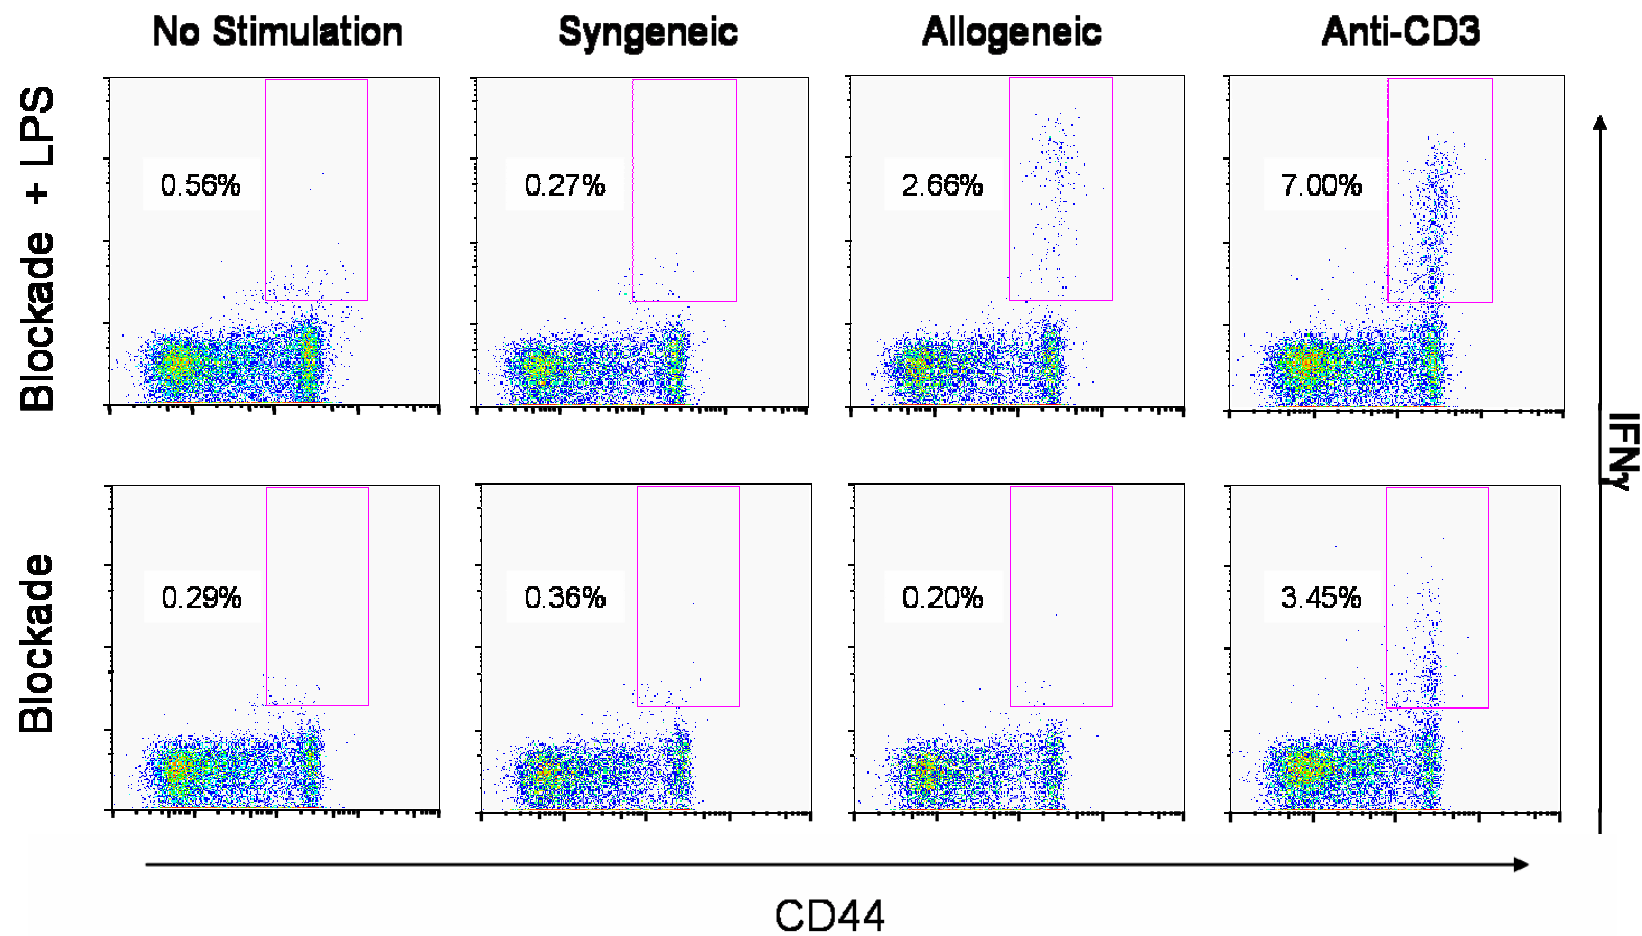 No Stimulation Syngeneic Allogeneic Anti-CD3
Blockade + LPS
0.56% 0.27% 2.66% 7.00%
IFNγ
Blockade
0.29% 0.36% 0.20% 3.45%
CD44